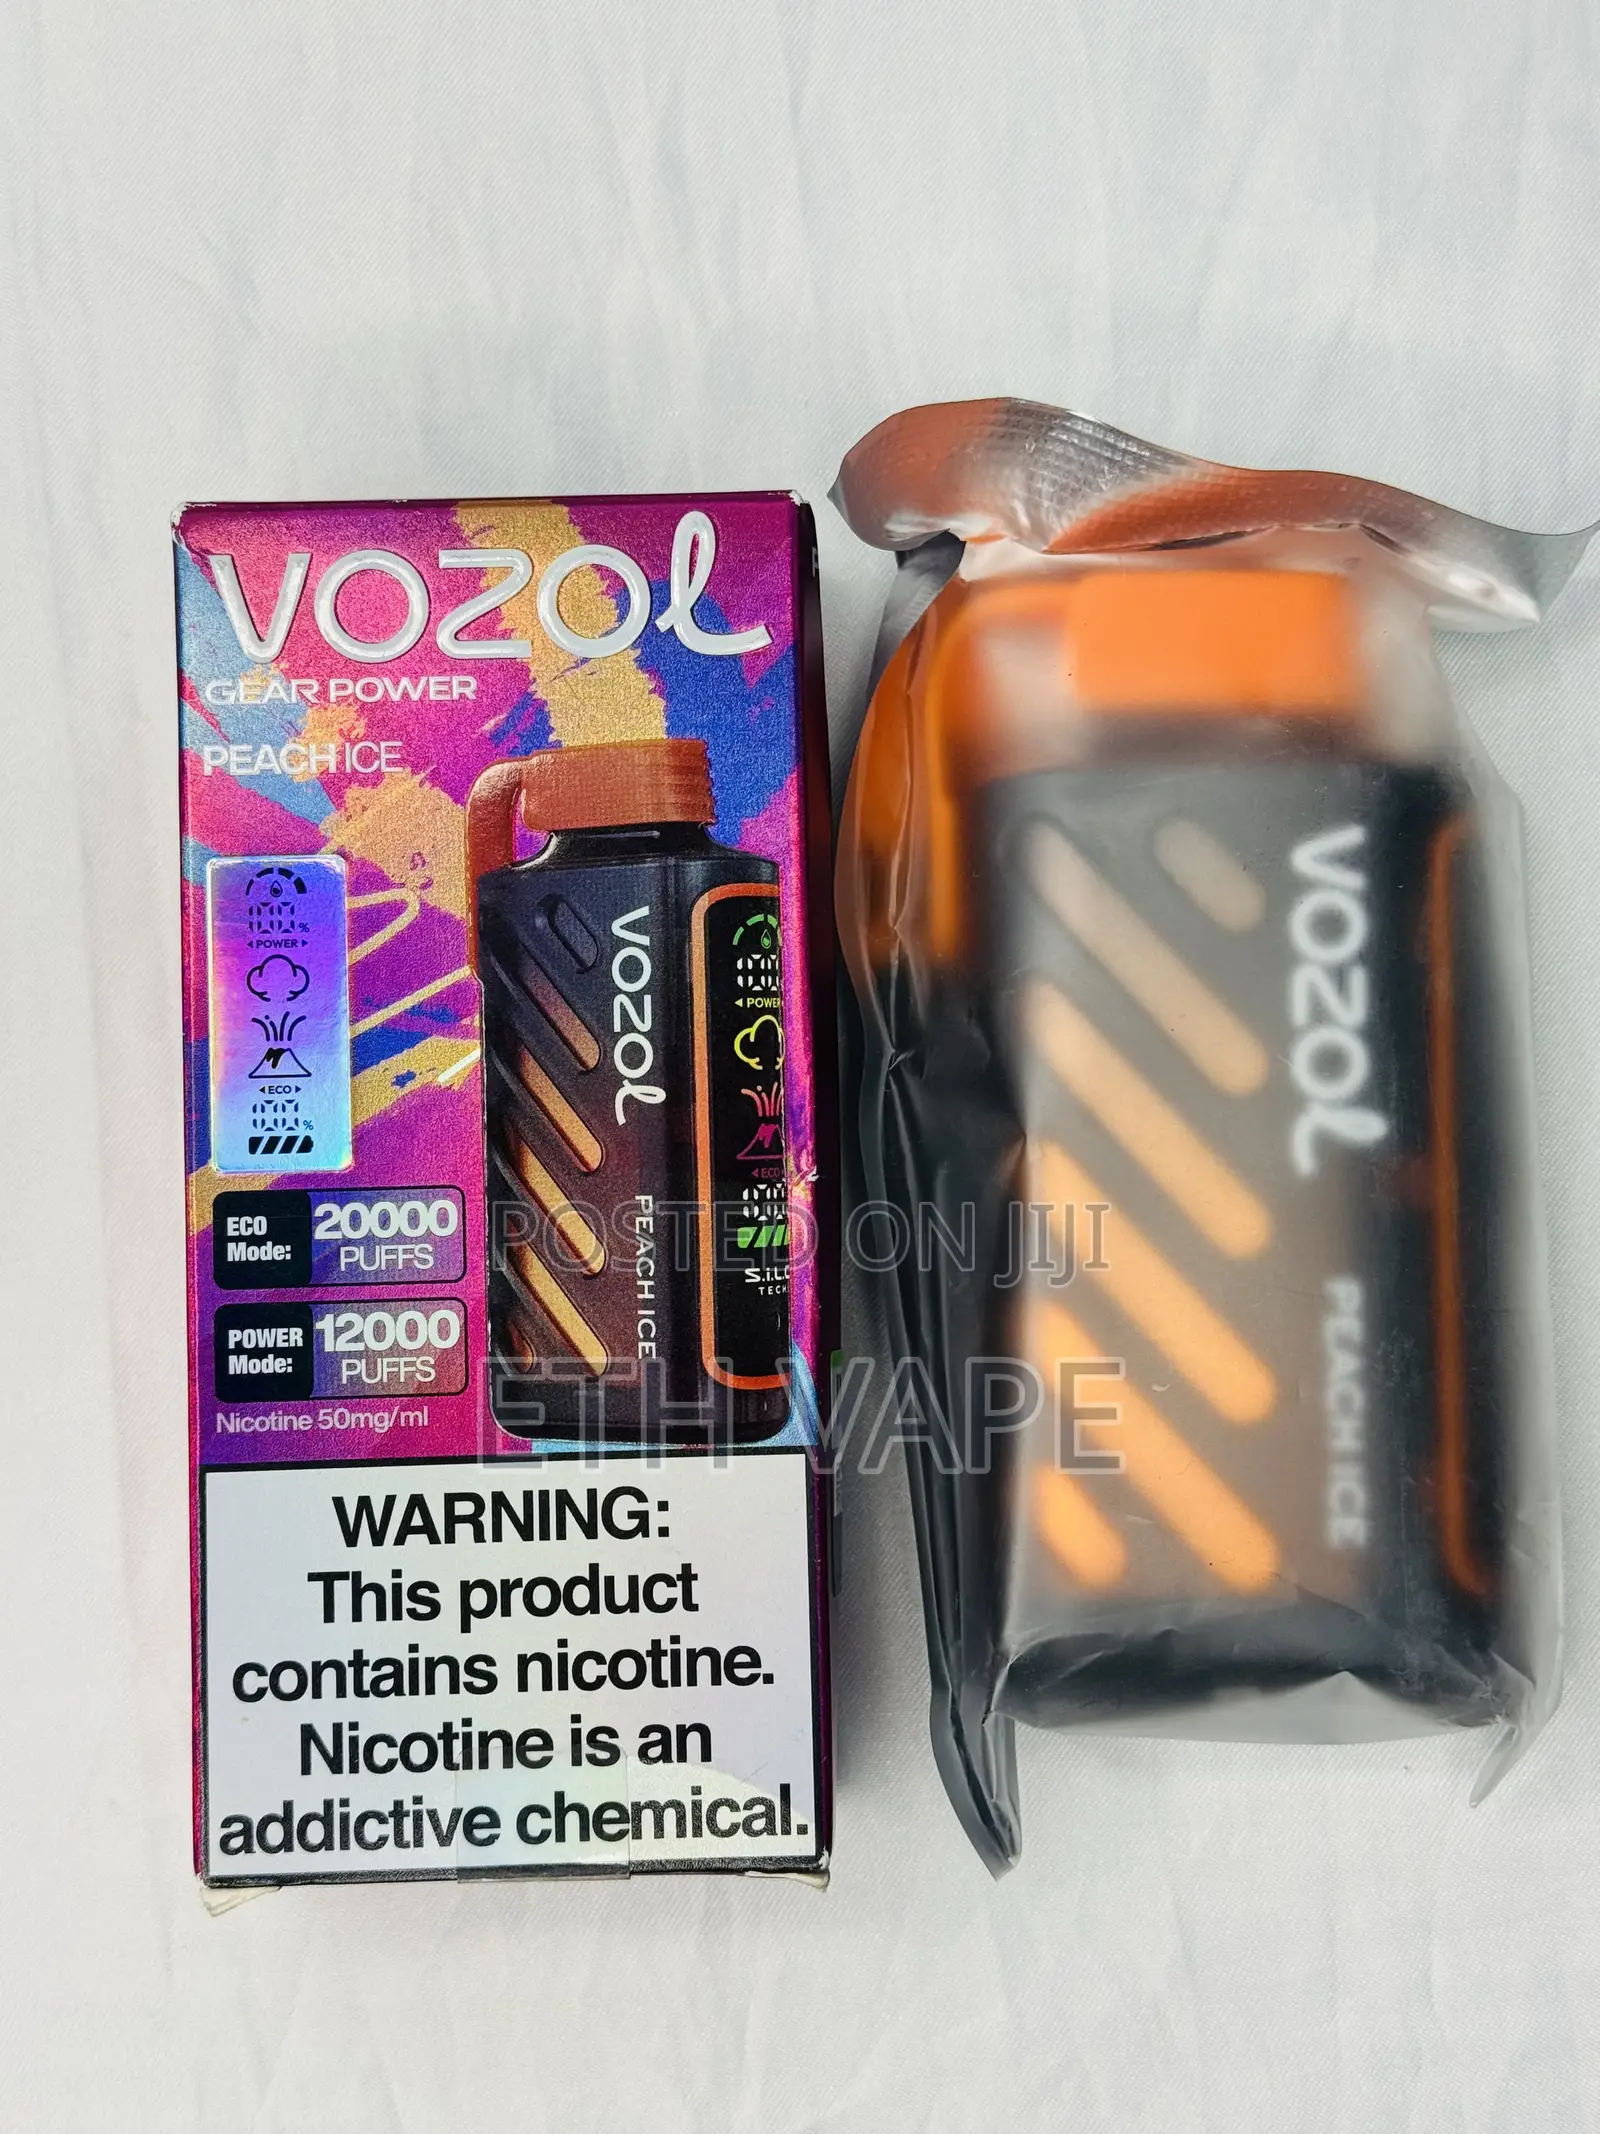 VOZOL
GEAR POWER
PEACH ICE
100%
POWER
ECO
100%
ECO Mode: 20000 PUFFS
POWER Mode: 12000 PUFFS
Nicotine 50mg/ml
VOZOL
PEACH ICE
POWER
ECO
WARNING:
This product
contains nicotine.
Nicotine is an
addictive chemical.
VOZOL
PEACH ICE
POSTED ON JIJI
ETH VAPE